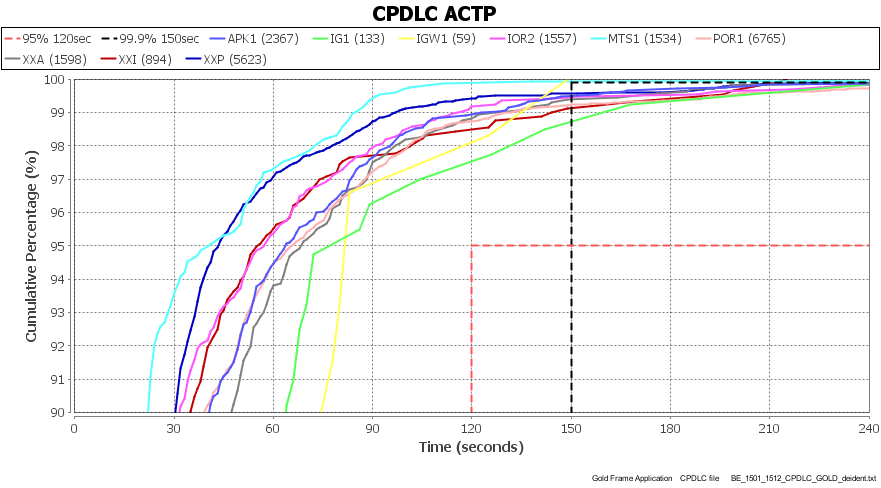 CPDLC ACTP
95% 120sec 99.9% 150sec APK1 (2367) IG1 (133) IGW1 (59) IOR2 (1557) MTS1 (1534) POR1 (6765)
XXA (1598) XXI (894) XXP (5623)
Cumulative Percentage (%)
100
99
98
97
96
95
94
93
92
91
90
0 30 60 90 120 150 180 210 240
Time (seconds)
Gold Frame Application CPDLC file BE_1501_1512_CPDLC_GOLD_deident.txt